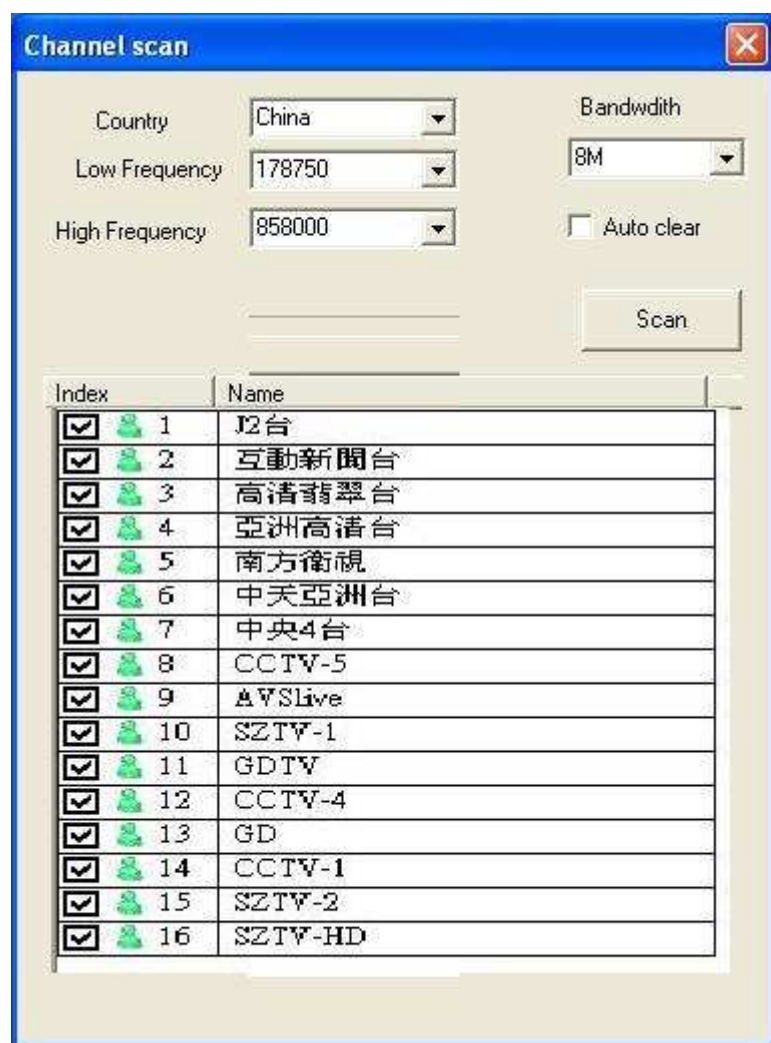 Channel scan
Country China Bandwdith
Low Frequency 178750 8M
High Frequency 858000 Auto clear
Scan
Index Name
1 J2台
2 互動新聞台
3 高清翡翠台
4 亞洲高清台
5 南方衛視
6 中天亞洲台
7 中央4台
8 CCTV-5
9 AVSlive
10 SZTV-1
11 GDTV
12 CCTV-4
13 GD
14 CCTV-1
15 SZTV-2
16 SZTV-HD